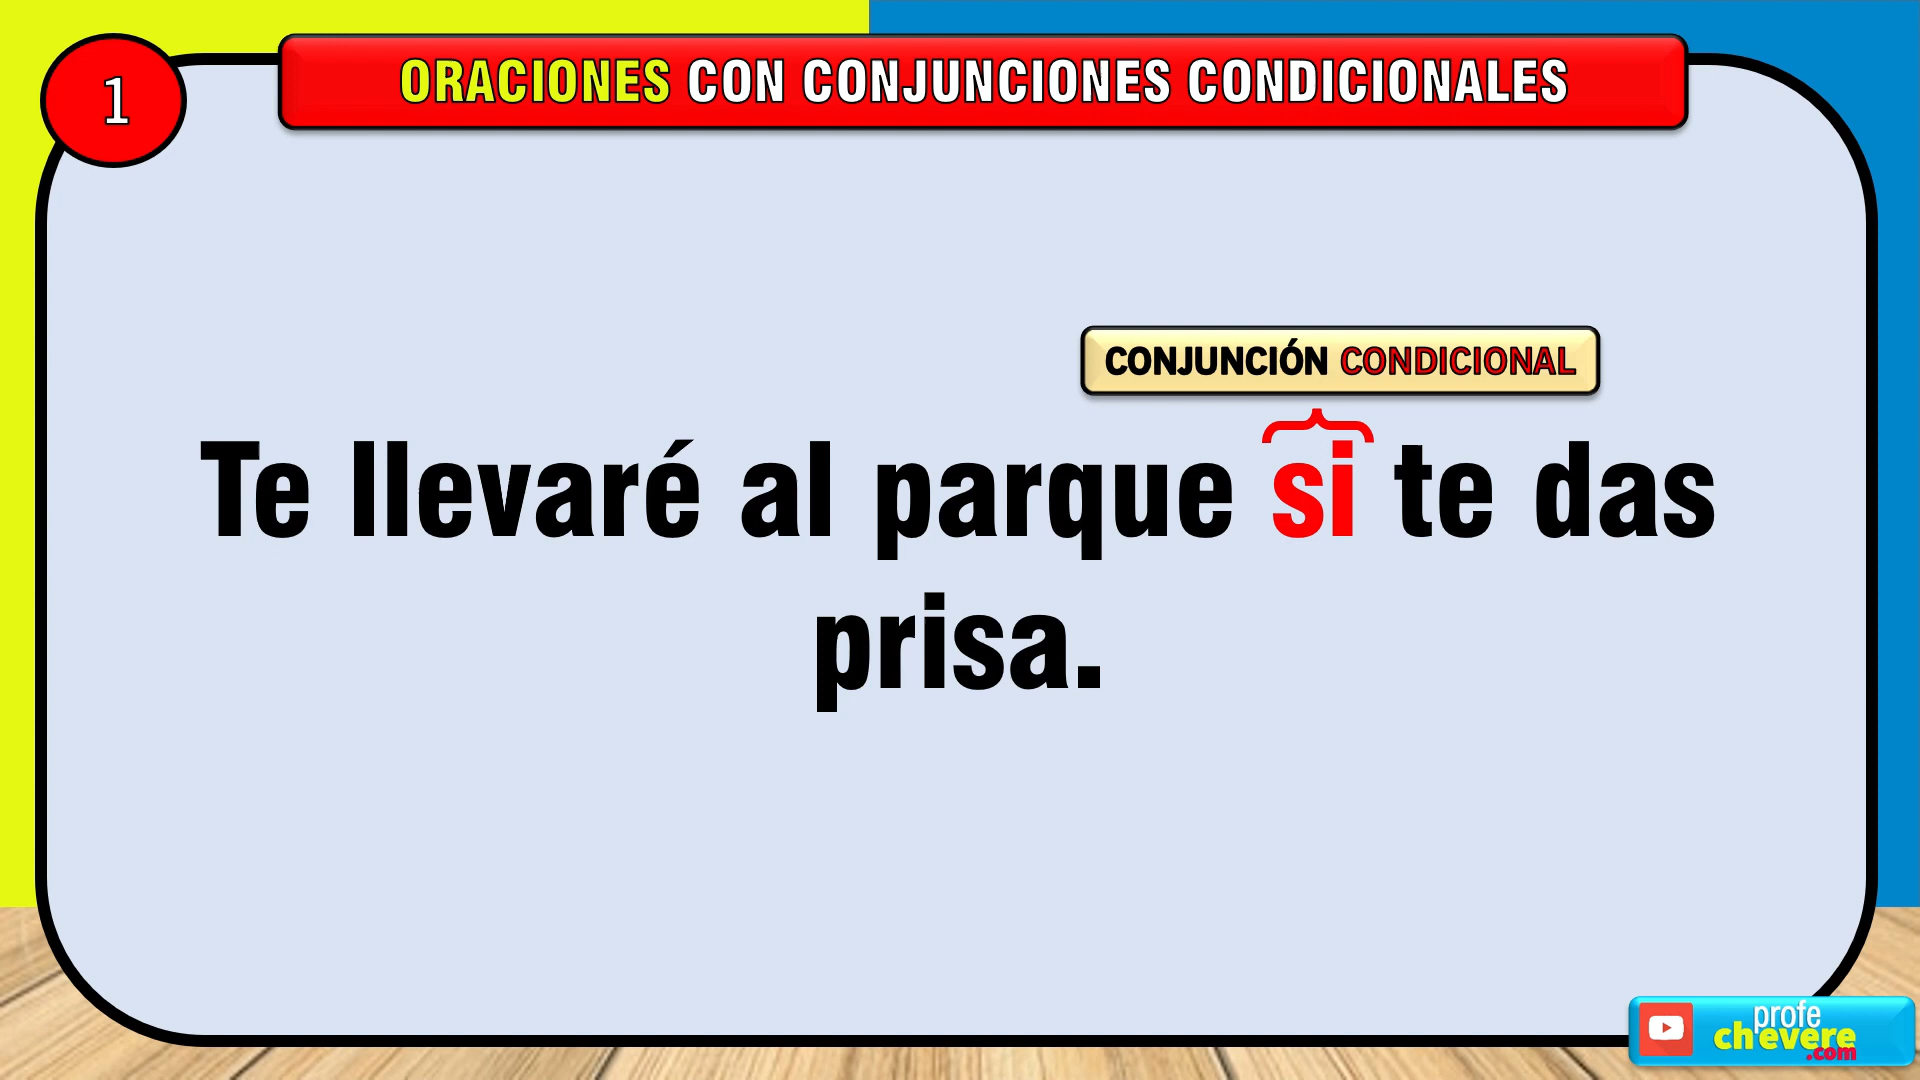 1
ORACIONES CON CONJUNCIONES CONDICIONALES
CONJUNCIÓN CONDICIONAL
Te llevaré al parque si te das
prisa.
profe
chevere
.com